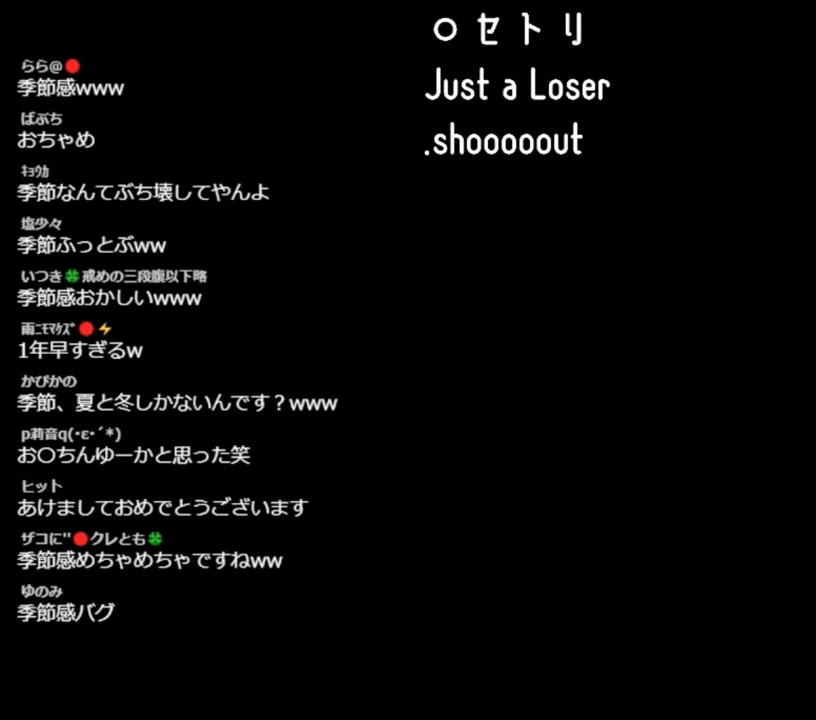 ○ セトリ
Just a Loser
.shooooout
らら@🔴
季節感www
ばぶち
おちゃめ
ｷｮｳｶ
季節なんてぶち壊してやんよ
塩少々
季節ふっとぶww
いつき🍀戒めの三段腹以下略
季節感おかしいwww
雨ﾆﾓﾏｹｽﾞ🔴⚡
1年早すぎるw
かぴかの
季節、夏と冬しかないんです？www
p莉音q(･ε･´*)
お〇ちんゆーかと思った笑
ヒット
あけましておめでとうございます
ザコに"🔴クレとも🍀
季節感めちゃめちゃですねww
ゆのみ
季節感バグ